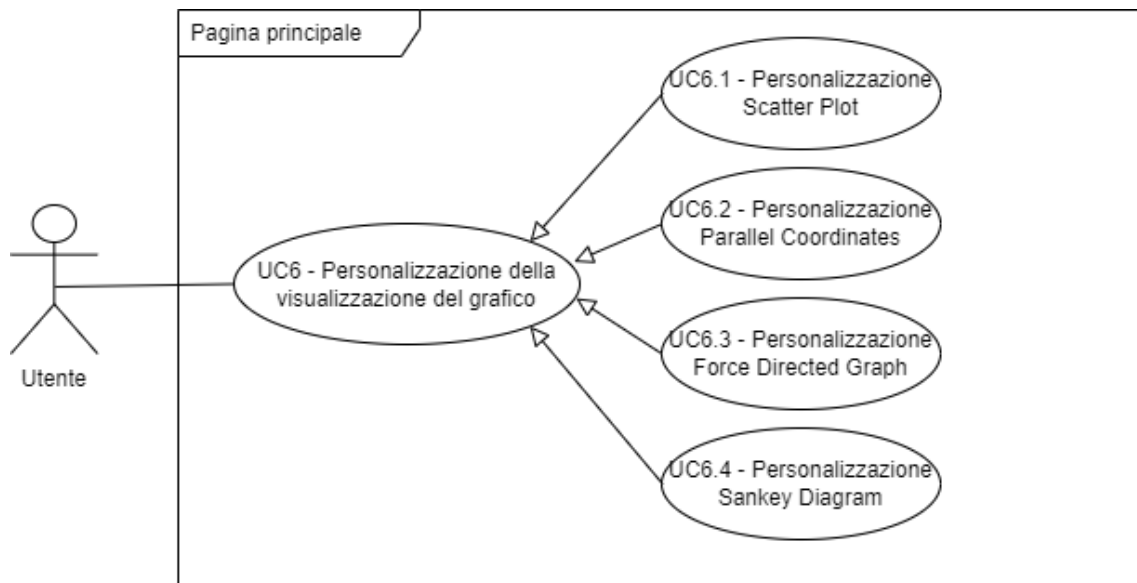 Pagina principale
UC6.1 - Personalizzazione
Scatter Plot
UC6.2 - Personalizzazione
Parallel Coordinates
UC6 - Personalizzazione della
visualizzazione del grafico
UC6.3 - Personalizzazione
Force Directed Graph
Utente
UC6.4 - Personalizzazione
Sankey Diagram